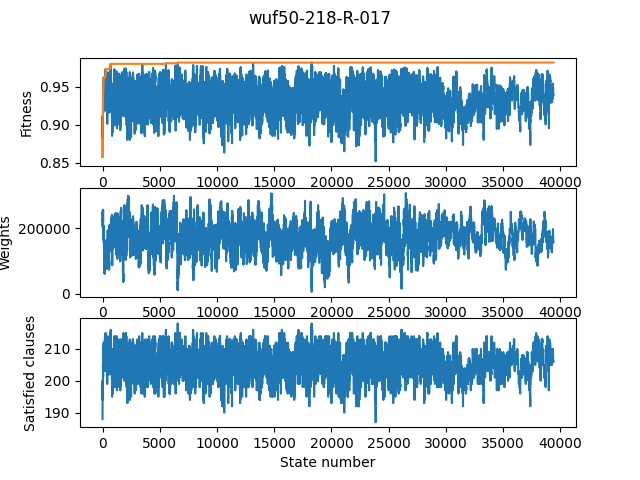 wuf50-218-R-017
Fitness
0.95
0.90
0.85
0 5000 10000 15000 20000 25000 30000 35000 40000
Weights
200000
0
0 5000 10000 15000 20000 25000 30000 35000 40000
Satisfied clauses
210
200
190
0 5000 10000 15000 20000 25000 30000 35000 40000
State number